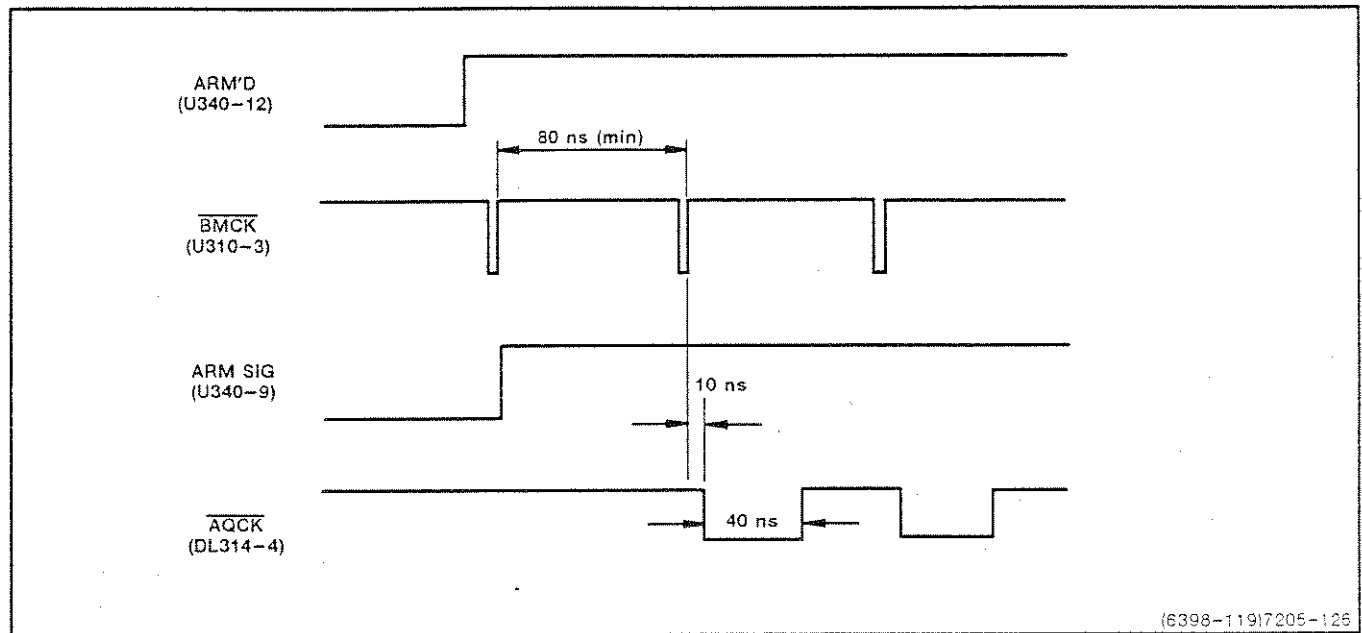 ARM'D
(U340-12)
80 ns (min)
BMCK
(U310-3)
ARM SIG
(U340-9)
10 ns
AQCK
(DL314-4)
40 ns
(6398-119)7205-126